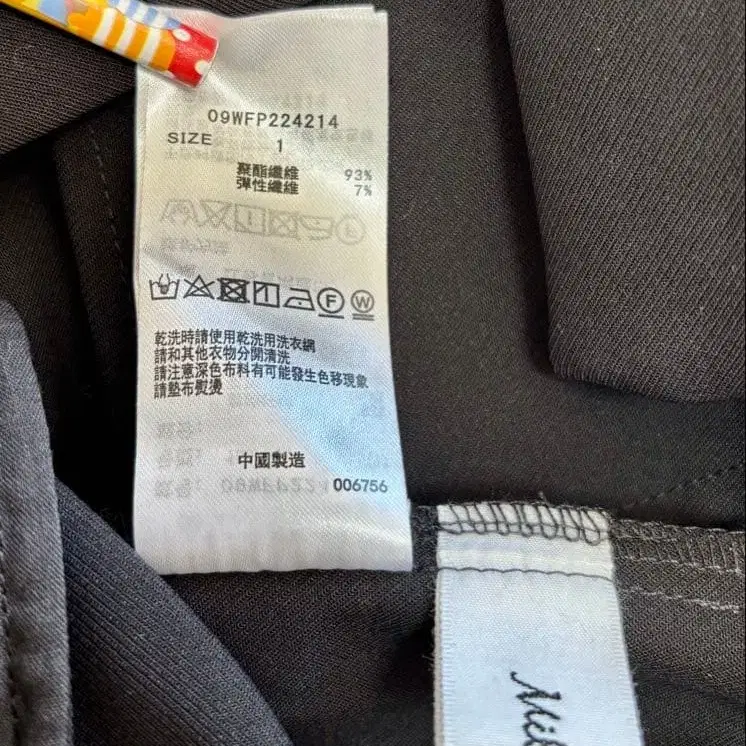 09WFP224214
SIZE 1
聚酯纖維 93%
彈性纖維 7%
F W
乾洗時請使用乾洗用洗衣網
請和其他衣物分開清洗
請注意深色布料有可能發生色移現象
請墊布熨燙
中國製造
006756
Mil